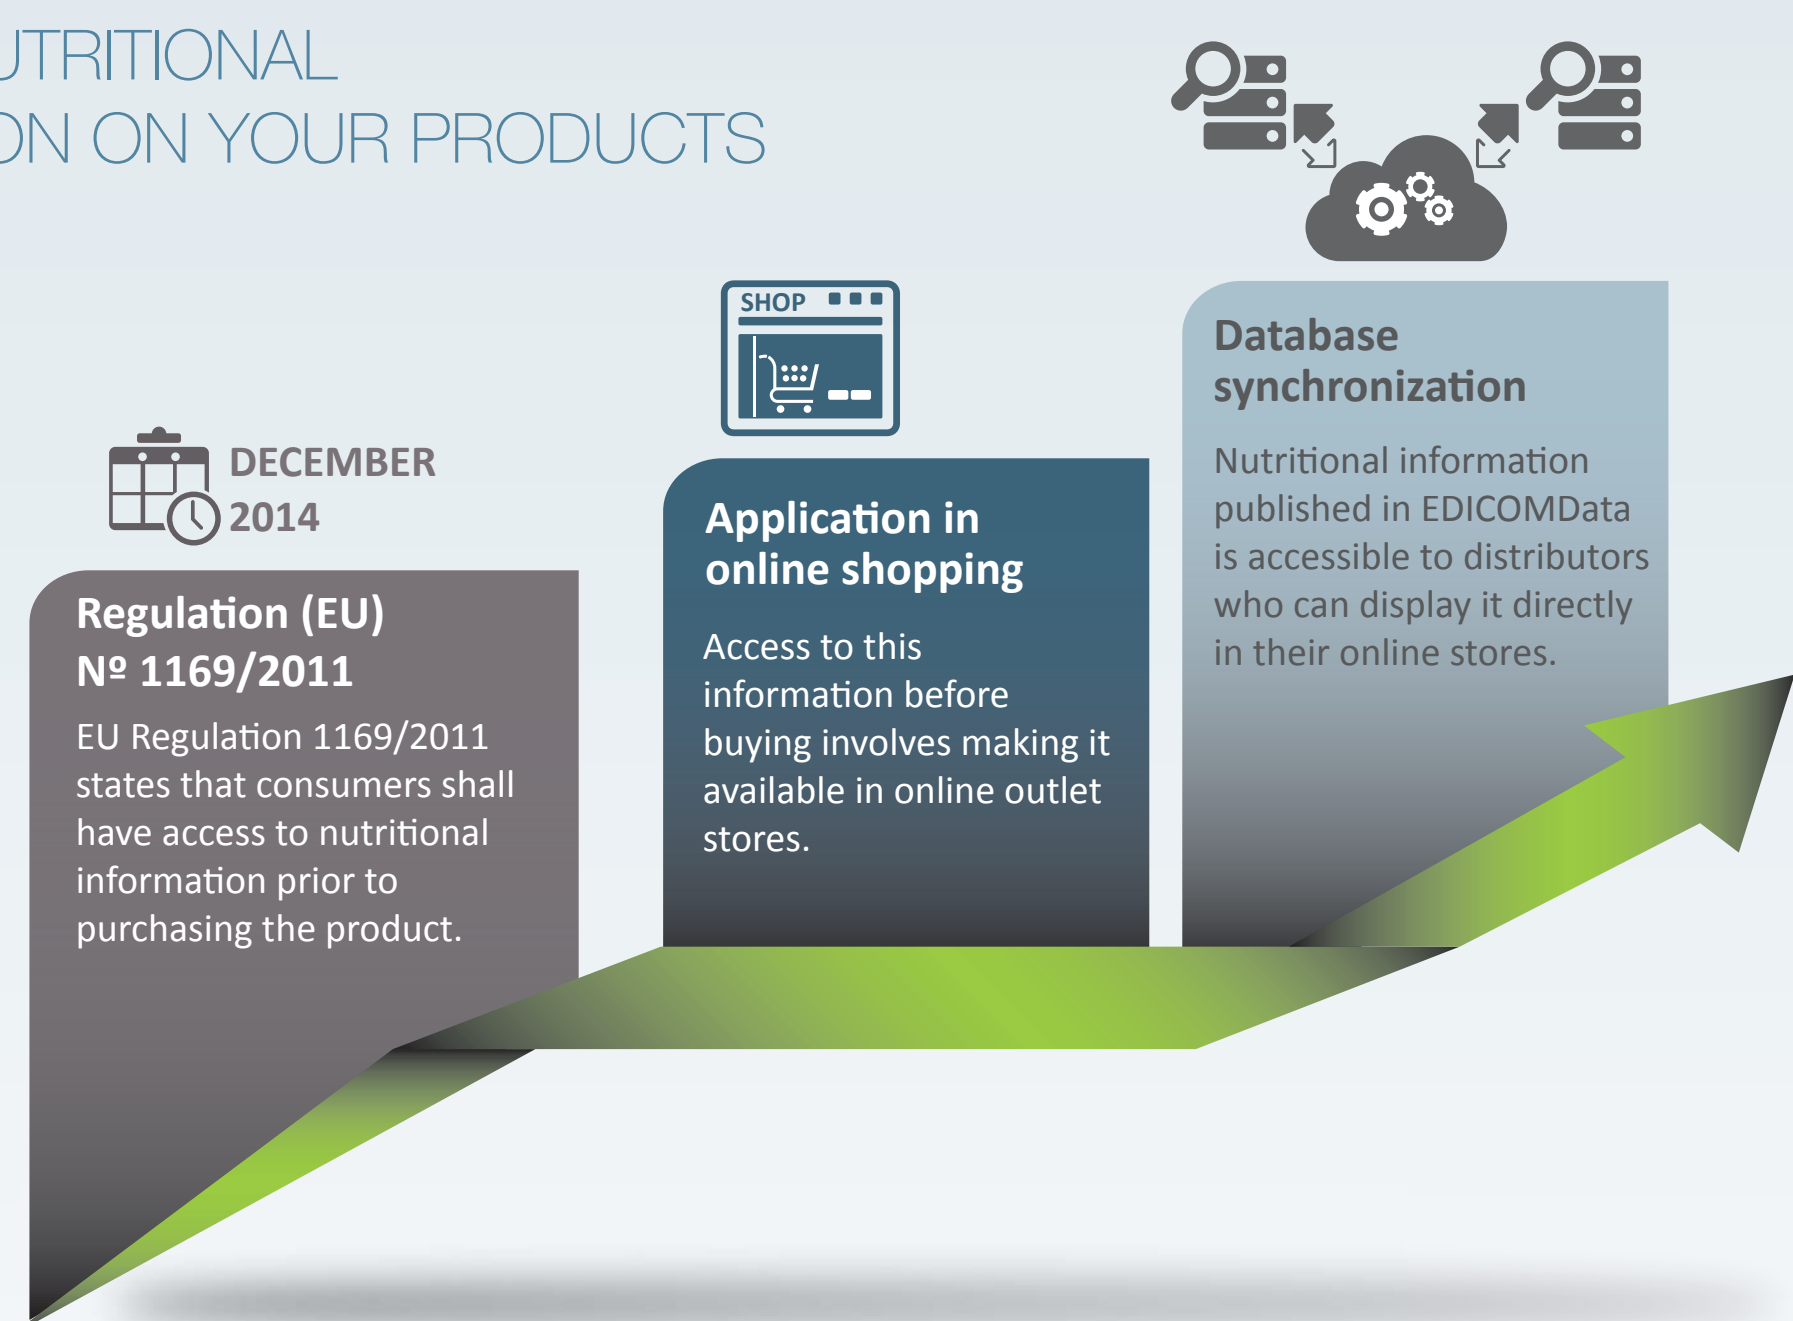 UTRITIONAL
ON ON YOUR PRODUCTS
DECEMBER
2014
Regulation (EU)
Nº 1169/2011
EU Regulation 1169/2011
states that consumers shall
have access to nutritional
information prior to
purchasing the product.
SHOP
Application in
online shopping
Access to this
information before
buying involves making it
available in online outlet
stores.
Database
synchronization
Nutritional information
published in EDICOMData
is accessible to distributors
who can display it directly
in their online stores.